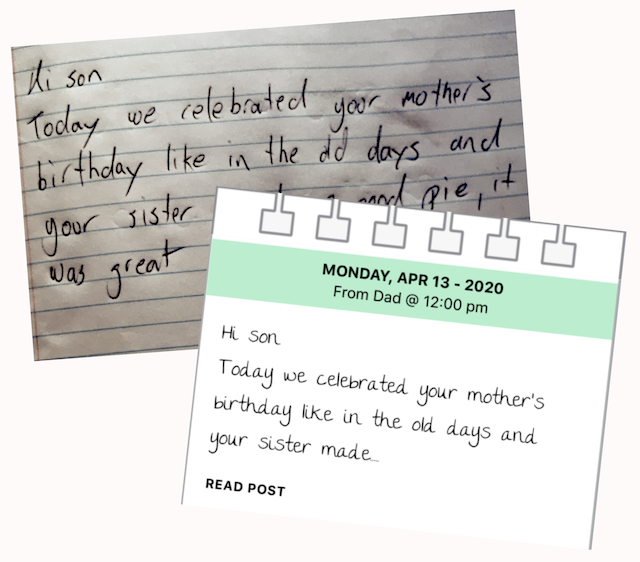 Hi son
Today we celebrated your mother's
birthday like in the old days and
your sister pie, it
was great
MONDAY, APR 13 - 2020
From Dad @ 12:00 pm
Hi son
Today we celebrated your mother's
birthday like in the old days and
your sister made...
READ POST